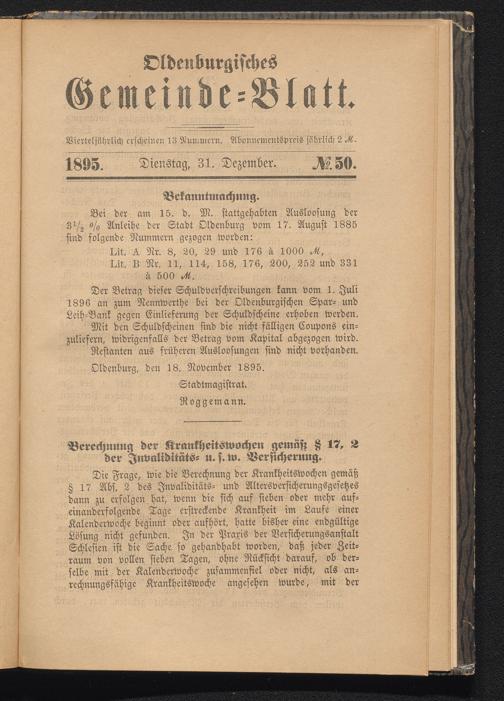 Oldenburgisches
Gemeinde=Blatt.
Vierteljährlich erscheinen 13 Nummern. Abonnementspreis jährlich 2 M.
1895. Dienstag, 31. Dezember. № 50.
Bekanntmachung.
Bei der am 15. d. M. stattgehabten Ausloosung der
3½ % Anleihe der Stadt Oldenburg vom 17. August 1885
sind folgende Nummern gezogen worden:
Lit. A Nr. 8, 20, 29 und 176 à 1000 M,
Lit. B Nr. 11, 114, 158, 176, 200, 252 und 331
à 500 M.
Der Betrag dieser Schuldverschreibungen kann vom 1. Juli
1896 an zum Nennwerthe bei der Oldenburgischen Spar- und
Leih-Bank gegen Einlieferung der Schuldscheine erhoben werden.
Mit den Schuldscheinen sind die nicht fälligen Coupons ein-
zuliefern, widrigenfalls der Betrag vom Kapital abgezogen wird.
Restanten aus früheren Ausloosungen sind nicht vorhanden.
Oldenburg, den 18. November 1895.
Stadtmagistrat.
Roggemann.
Berechnung der Krankheitswochen gemäß § 17, 2
der Invaliditäts- u. s. w. Versicherung.
Die Frage, wie die Berechnung der Krankheitswochen gemäß
§ 17 Abs. 2 des Invaliditäts- und Altersversicherungsgesetzes
dann zu erfolgen hat, wenn die sich auf sieben oder mehr auf-
einanderfolgende Tage erstreckende Krankheit im Laufe einer
Kalenderwoche beginnt oder aufhört, hatte bisher eine endgültige
Lösung nicht gefunden. In der Praxis der Versicherungsanstalt
Schlesien ist die Sache so gehandhabt worden, daß jeder Zeit-
raum von vollen sieben Tagen, ohne Rücksicht darauf, ob der-
selbe mit der Kalenderwoche zusammenfiel oder nicht, als an-
rechnungsfähige Krankheitswoche angesehen wurde, mit der